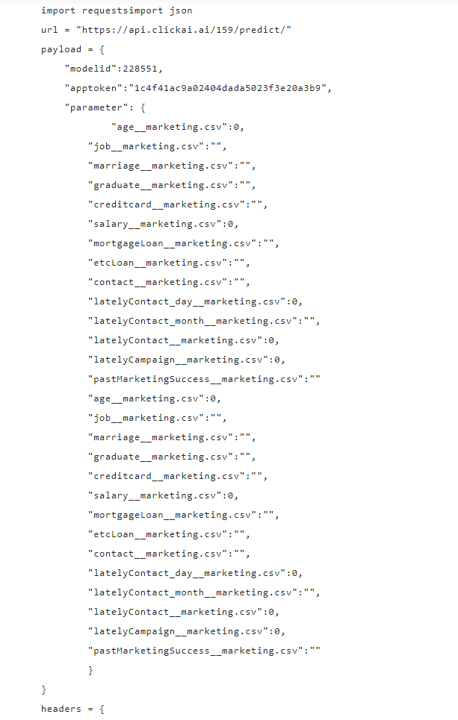 import requestsimport json
url = "https://api.clickai.ai/159/predict/"
payload = {
"modelid":228551,
"apptoken":"1c4f41ac9a02404dada5023f3e20a3b9",
"parameter": {
"age__marketing.csv":0,
"job__marketing.csv":"",
"marriage__marketing.csv":"",
"graduate__marketing.csv":"",
"creditcard__marketing.csv":"",
"salary__marketing.csv":0,
"mortgageLoan__marketing.csv":"",
"etcLoan__marketing.csv":"",
"contact__marketing.csv":"",
"latelyContact_day__marketing.csv":0,
"latelyContact_month__marketing.csv":"",
"latelyContact__marketing.csv":0,
"latelyCampaign__marketing.csv":0,
"pastMarketingSuccess__marketing.csv":""
"age__marketing.csv":0,
"job__marketing.csv":"",
"marriage__marketing.csv":"",
"graduate__marketing.csv":"",
"creditcard__marketing.csv":"",
"salary__marketing.csv":0,
"mortgageLoan__marketing.csv":"",
"etcLoan__marketing.csv":"",
"contact__marketing.csv":"",
"latelyContact_day__marketing.csv":0,
"latelyContact_month__marketing.csv":"",
"latelyContact__marketing.csv":0,
"latelyCampaign__marketing.csv":0,
"pastMarketingSuccess__marketing.csv":""
}
}
headers = {